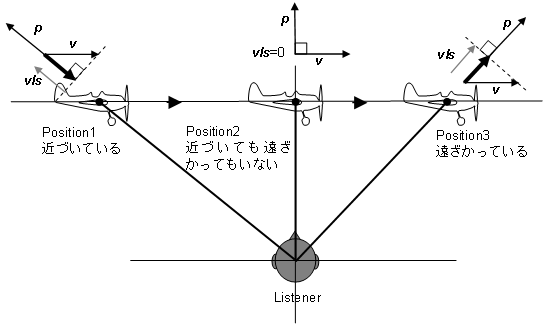 p
v
vls
Position1
近づいている
p
vls=0
v
Position2
近づいても遠ざ
かってもいない
p
vls
v
Position3
遠ざかっている
Listener